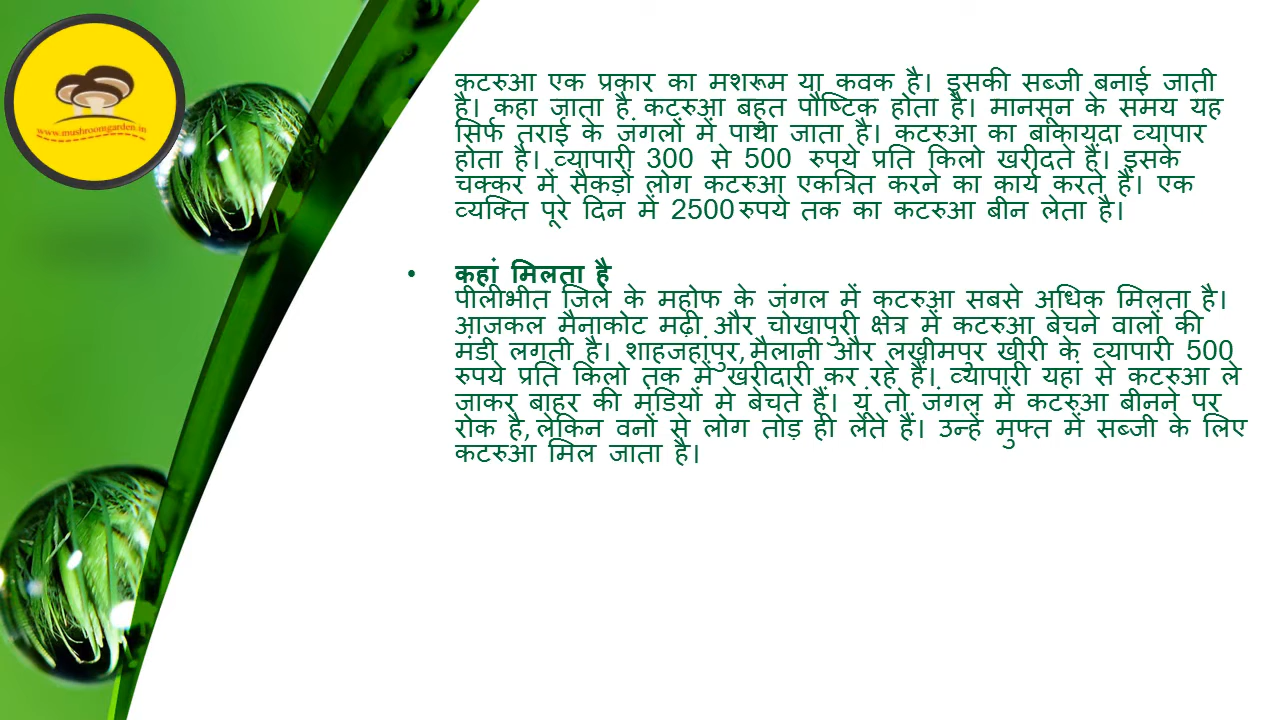 www.mushroomgarden.in
कटरुआ एक प्रकार का मशरूम या कवक है। इसकी सब्जी बनाई जाती
है। कहा जाता है कटरुआ बहुत पौष्टिक होता है। मानसून के समय यह
सिर्फ तराई के जंगलों में पाया जाता है। कटरुआ का बाकायदा व्यापार
होता है। व्यापारी 300 से 500 रुपये प्रति किलो खरीदते हैं। इसके
चक्कर में सैकड़ों लोग कटरुआ एकत्रित करने का कार्य करते हैं। एक
व्यक्ति पूरे दिन में 2500 रुपये तक का कटरुआ बीन लेता है।
• कहां मिलता है
पीलीभीत जिले के महोफ के जंगल में कटरुआ सबसे अधिक मिलता है।
आजकल मैनाकोट मढ़ी और चोखापुरी क्षेत्र में कटरुआ बेचने वालों की
मंडी लगती है। शाहजहांपुर, मैलानी और लखीमपुर खीरी के व्यापारी 500
रुपये प्रति किलो तक में खरीदारी कर रहे हैं। व्यापारी यहां से कटरुआ ले
जाकर बाहर की मंडियों मे बेचते हैं। यूं तो जंगल में कटरुआ बीनने पर
रोक है, लेकिन वनों से लोग तोड़ ही लेते हैं। उन्हें मुफ्त में सब्जी के लिए
कटरुआ मिल जाता है।